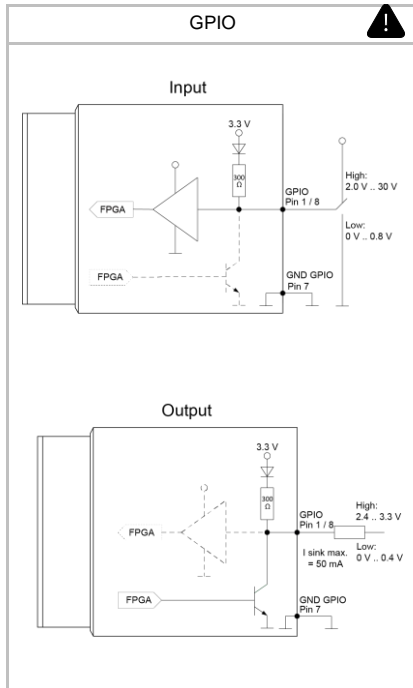 GPIO
Input
3.3 V
300
Ω
FPGA
GPIO
Pin 1 / 8
High:
2.0 V .. 30 V
Low:
0 V .. 0.8 V
FPGA
GND GPIO
Pin 7
Output
3.3 V
300
Ω
FPGA
GPIO
Pin 1 / 8
High:
2.4 .. 3.3 V
I sink max.
= 50 mA
Low:
0 V .. 0.4 V
FPGA
GND GPIO
Pin 7